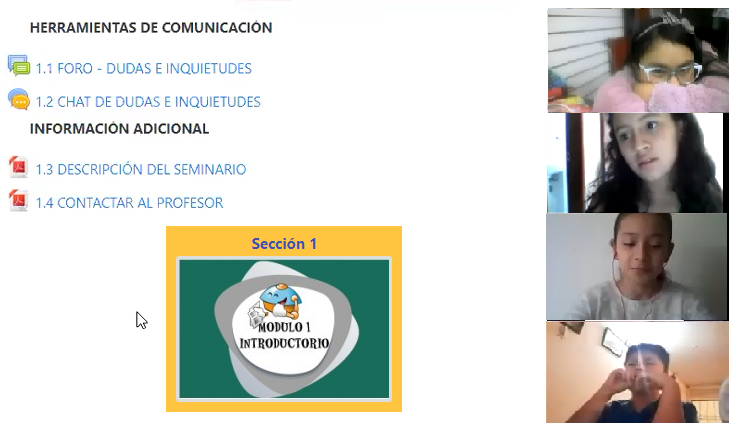 HERRAMIENTAS DE COMUNICACIÓN
1.1 FORO - DUDAS E INQUIETUDES
1.2 CHAT DE DUDAS E INQUIETUDES
INFORMACIÓN ADICIONAL
1.3 DESCRIPCIÓN DEL SEMINARIO
1.4 CONTACTAR AL PROFESOR
Sección 1
MODULO 1
INTRODUCTORIO